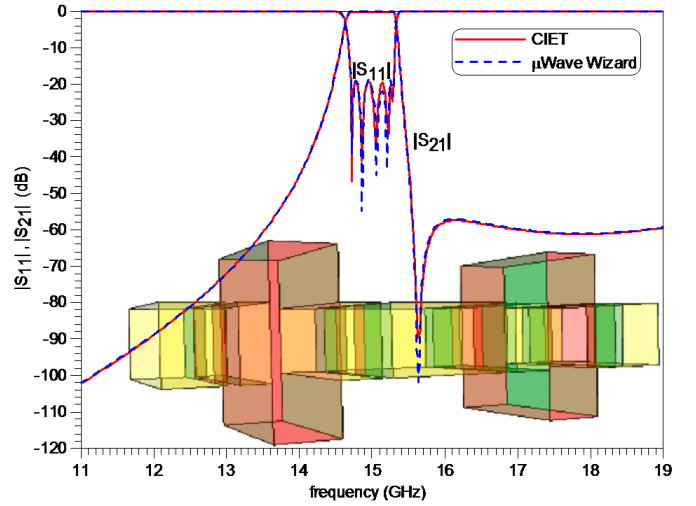 0
-10
-20
-30
-40
-50
-60
-70
-80
-90
-100
-110
-120
|S11|, |S21| (dB)
CIET
μWave Wizard
|S11|
|S21|
11 12 13 14 15 16 17 18 19
frequency (GHz)